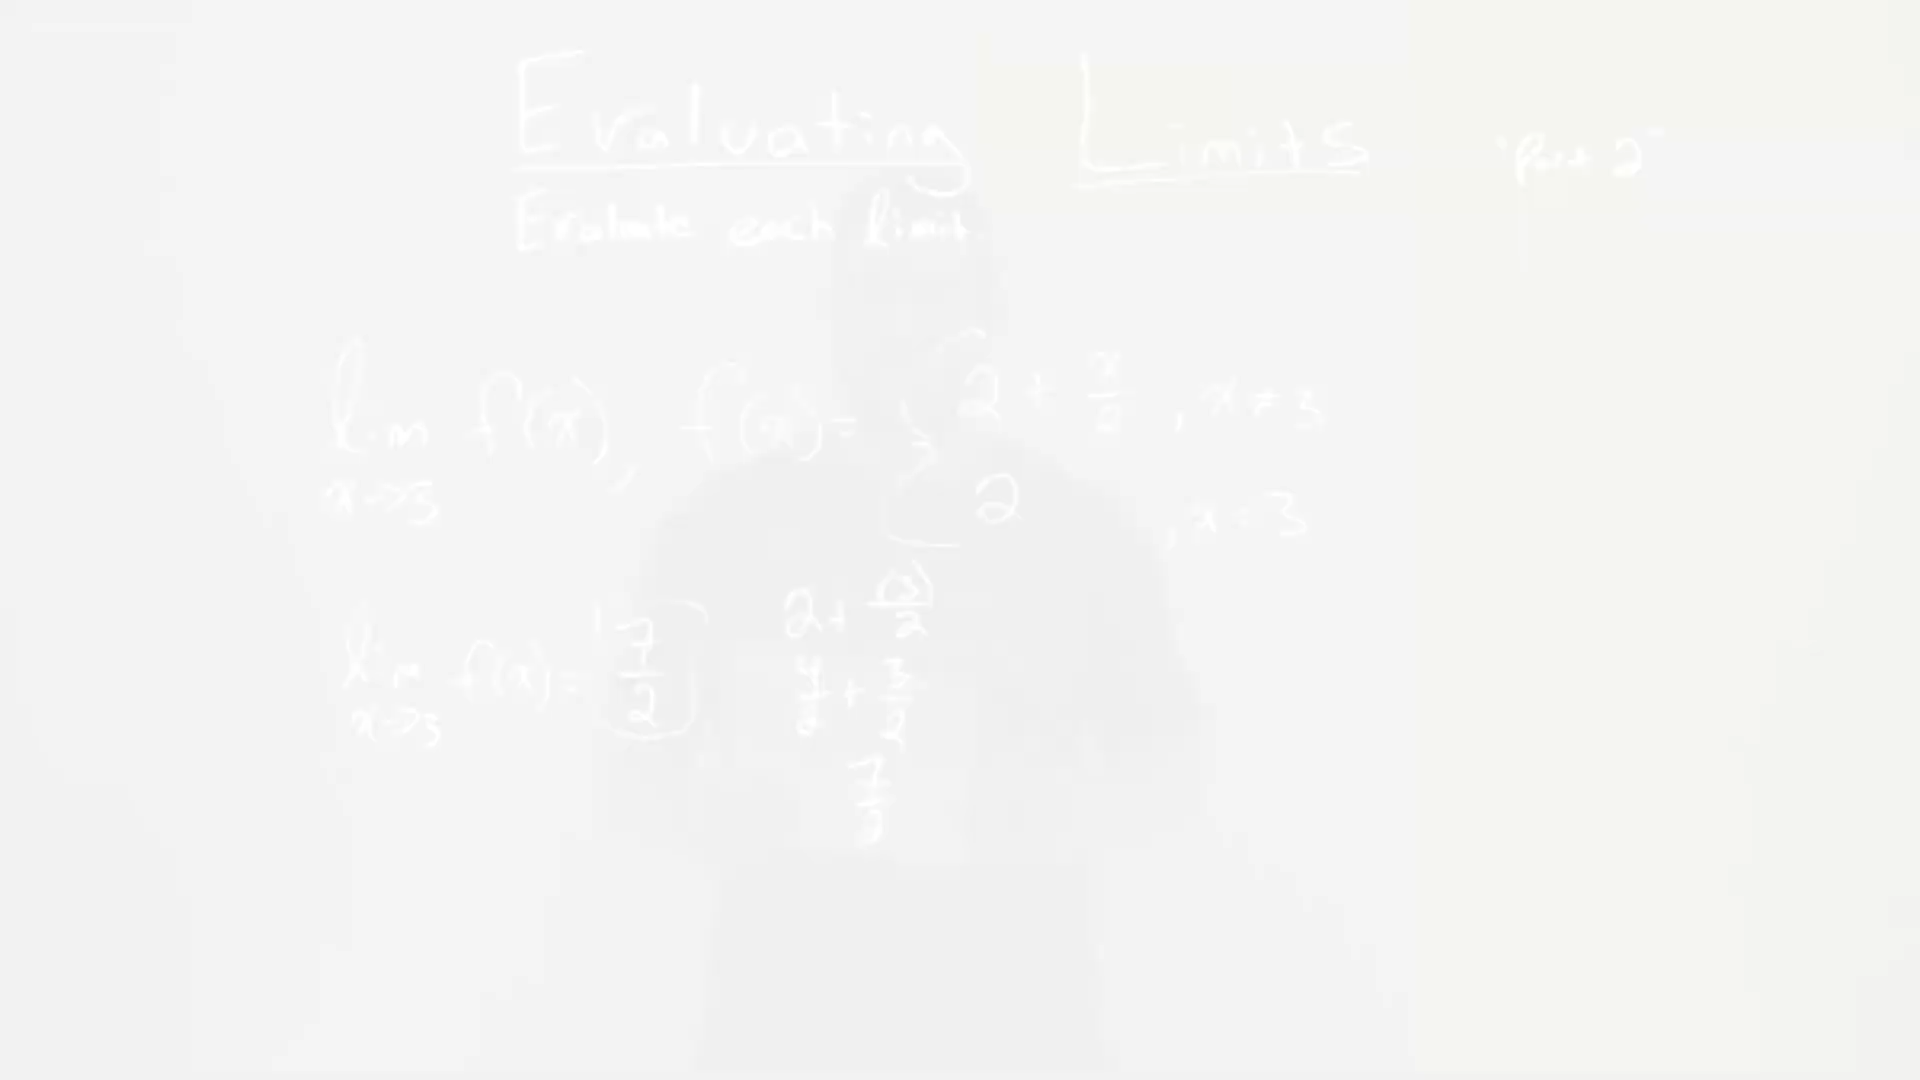 Evaluating Limits "Part 2"
Evaluate each limit.
lim x->3 f(x), f(x) = { 2 + x/2 , x ≠ 3
2 , x = 3
lim x->3 f(x) = 7/2
2 + (3)/2
4/2 + 3/2
7/2